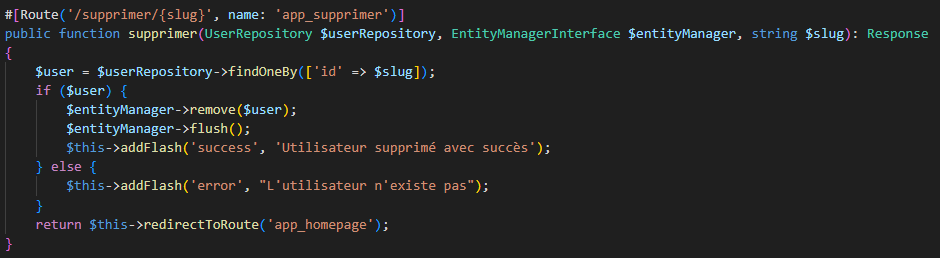 #[Route('/supprimer/{slug}', name: 'app_supprimer')]
public function supprimer(UserRepository $userRepository, EntityManagerInterface $entityManager, string $slug): Response
{
    $user = $userRepository->findOneBy(['id' => $slug]);
    if ($user) {
        $entityManager->remove($user);
        $entityManager->flush();
        $this->addFlash('success', 'Utilisateur supprimé avec succès');
    } else {
        $this->addFlash('error', "L'utilisateur n'existe pas");
    }
    return $this->redirectToRoute('app_homepage');
}